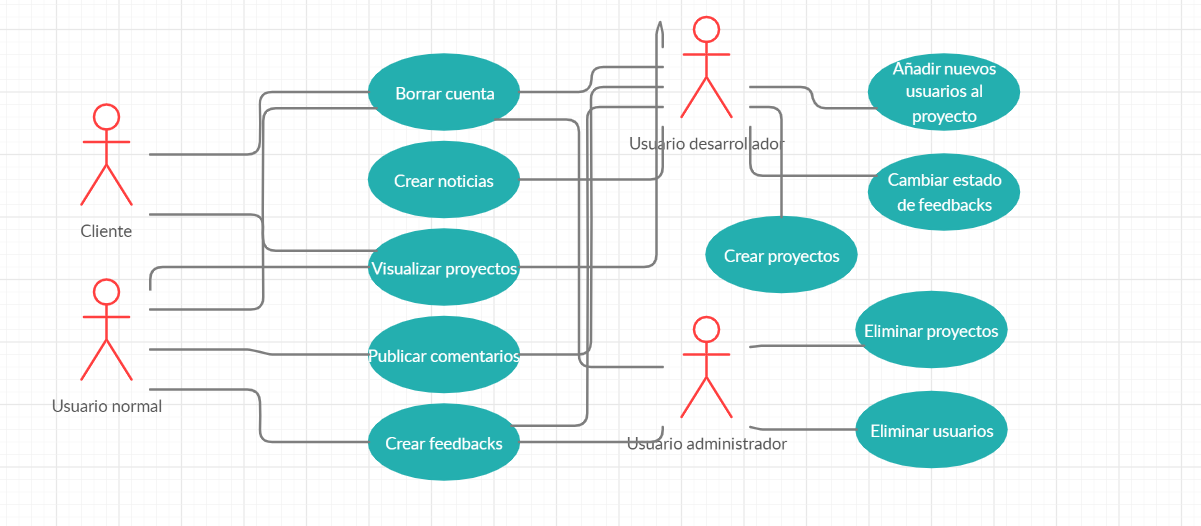 Cliente
Usuario normal
Borrar cuenta
Crear noticias
Visualizar proyectos
Publicar comentarios
Crear feedbacks
Usuario desarrollador
Usuario administrador
Añadir nuevos
usuarios al
proyecto
Cambiar estado
de feedbacks
Crear proyectos
Eliminar proyectos
Eliminar usuarios